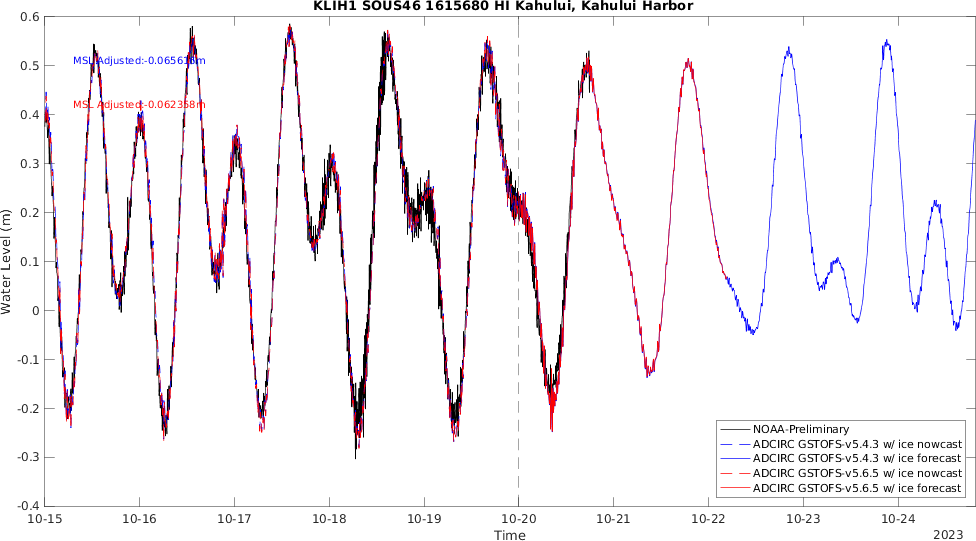 KLIH1 SOUS46 1615680 HI Kahului, Kahului Harbor
0.6
0.5
0.4
0.3
0.2
0.1
0
-0.1
-0.2
-0.3
-0.4
Water Level (m)
MSL Adjusted:-0.065616m
MSL Adjusted:-0.062358m
NOAA-Preliminary
ADCIRC GSTOFS-v5.4.3 w/ ice nowcast
ADCIRC GSTOFS-v5.4.3 w/ ice forecast
ADCIRC GSTOFS-v5.6.5 w/ ice nowcast
ADCIRC GSTOFS-v5.6.5 w/ ice forecast
10-15 10-16 10-17 10-18 10-19 10-20 10-21 10-22 10-23 10-24
Time
2023